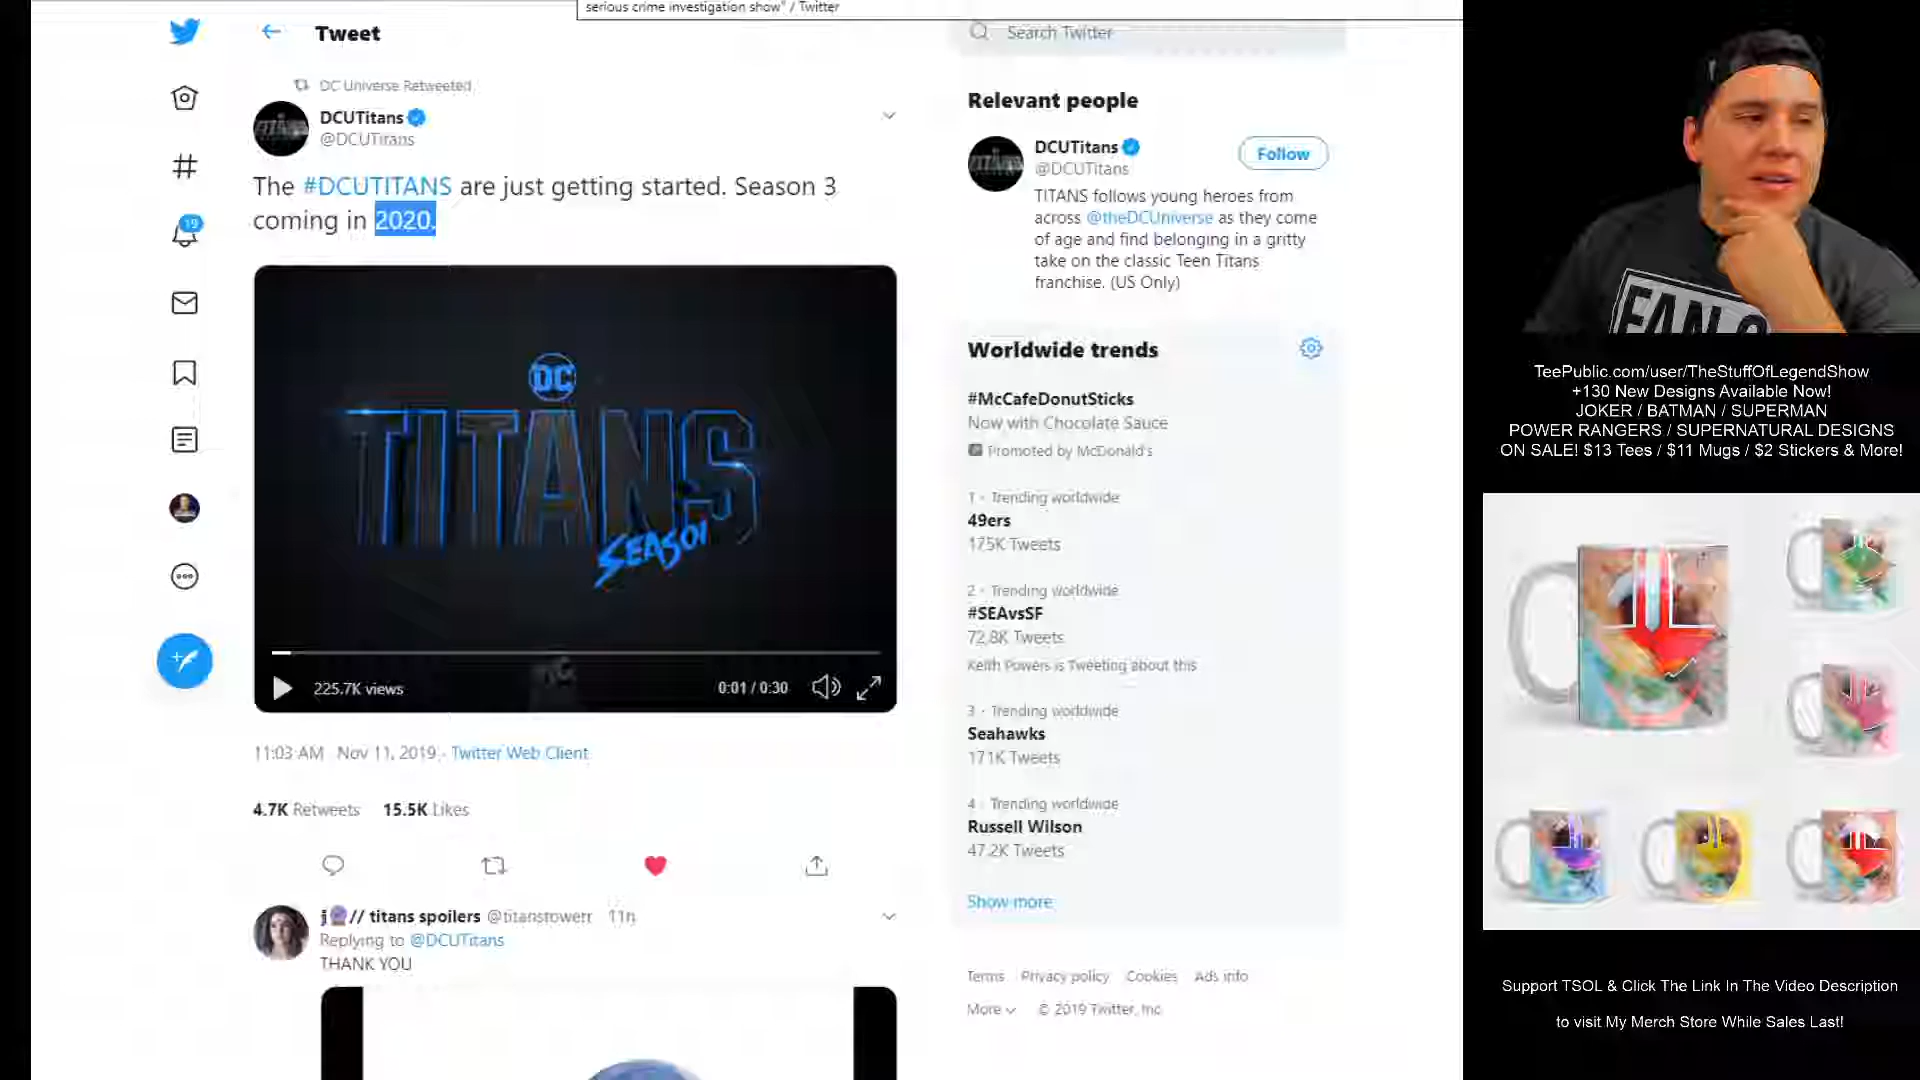 serious crime investigation show" / Twitter
Tweet
DC Universe Retweeted
DCUTitans
@DCUTitans
The #DCUTITANS are just getting started. Season 3
coming in 2020.
19
DC
TITANS
SEASO
225.7K views
0:01 / 0:30
11:03 AM · Nov 11, 2019 · Twitter Web Client
4.7K Retweets 15.5K Likes
// titans spoilers @titanstowerr 11h
Replying to @DCUTitans
THANK YOU
Search Twitter
Relevant people
DCUTitans
@DCUTitans
Follow
TITANS follows young heroes from
across @theDCUniverse as they come
of age and find belonging in a gritty
take on the classic Teen Titans
franchise. (US Only)
Worldwide trends
#McCafeDonutSticks
Now with Chocolate Sauce
Promoted by McDonald's
1 · Trending worldwide
49ers
175K Tweets
2 · Trending worldwide
#SEAvsSF
72.8K Tweets
Keith Powers is Tweeting about this
3 · Trending worldwide
Seahawks
171K Tweets
4 · Trending worldwide
Russell Wilson
47.2K Tweets
Show more
Terms Privacy policy Cookies Ads info
More © 2019 Twitter, Inc.
TeePublic.com/user/TheStuffOfLegendShow
+130 New Designs Available Now!
JOKER / BATMAN / SUPERMAN
POWER RANGERS / SUPERNATURAL DESIGNS
ON SALE! $13 Tees / $11 Mugs / $2 Stickers & More!
Support TSOL & Click The Link In The Video Description
to visit My Merch Store While Sales Last!